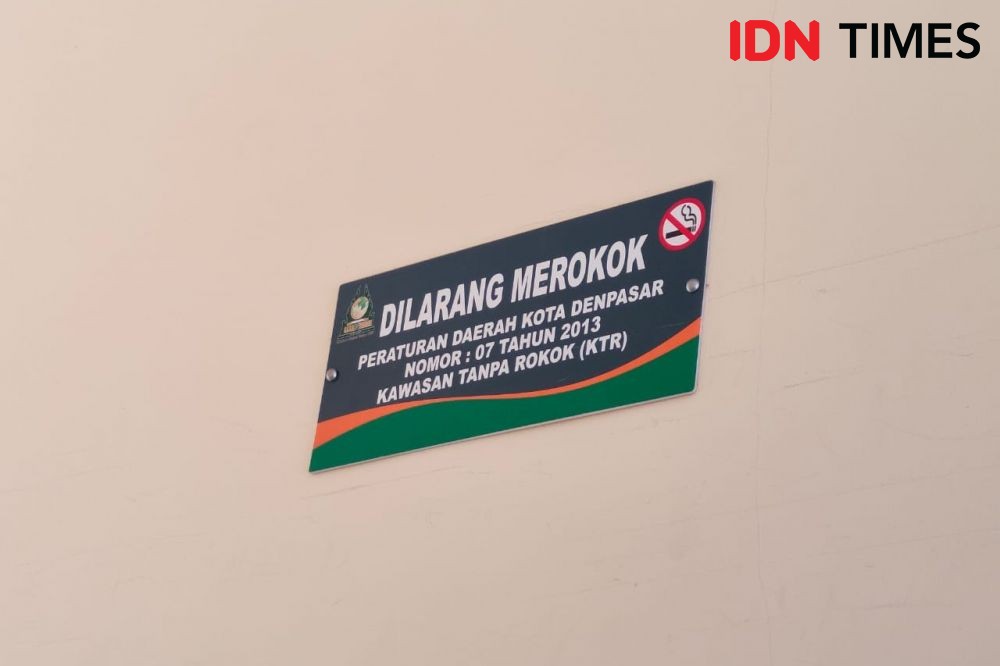 IDN TIMES
DILARANG MEROKOK
PERATURAN DAERAH KOTA DENPASAR
NOMOR : 07 TAHUN 2013
KAWASAN TANPA ROKOK (KTR)